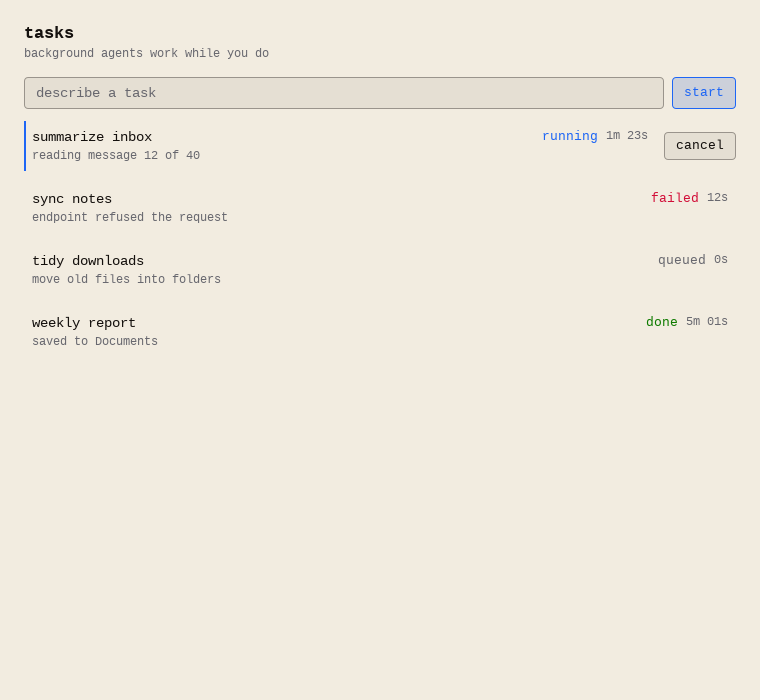 tasks
background agents work while you do
describe a task
start
summarize inbox
running 1m 23s
cancel
reading message 12 of 40
sync notes
failed 12s
endpoint refused the request
tidy downloads
queued 0s
move old files into folders
weekly report
done 5m 01s
saved to Documents